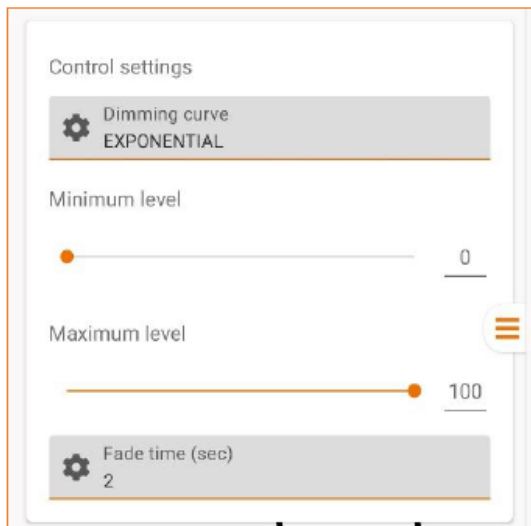 Control settings
Dimming curve
EXPONENTIAL
Minimum level
0
Maximum level
100
Fade time (sec)
2